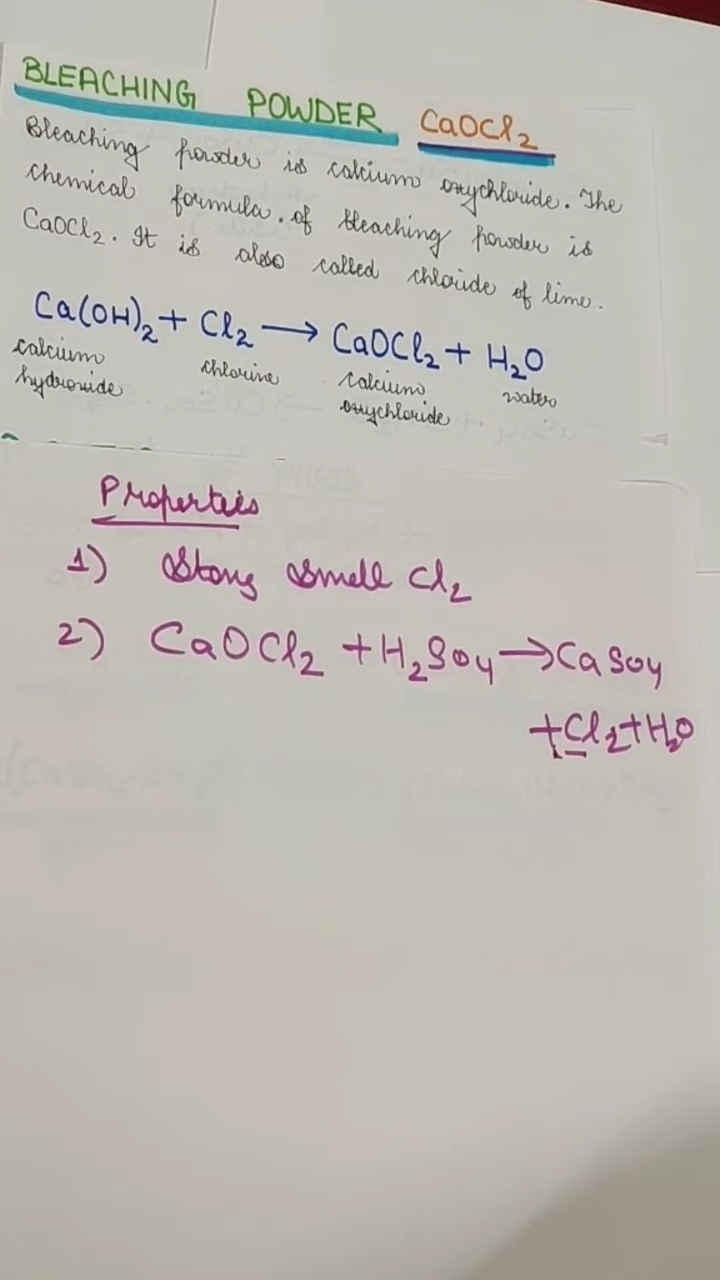 BLEACHING POWDER CaOCl₂
Bleaching powder is calcium oxychloride. The
chemical formula. of bleaching powder is
CaOCl₂. It is also called chloride of lime.
Ca(OH)₂ + Cl₂ → CaOCl₂ + H₂O
calcium hydroxide chlorine calcium oxychloride water
Properties
1) Stong smell Cl₂
2) CaOCl₂ + H₂SO₄ → CaSO₄
+ Cl₂ + H₂O